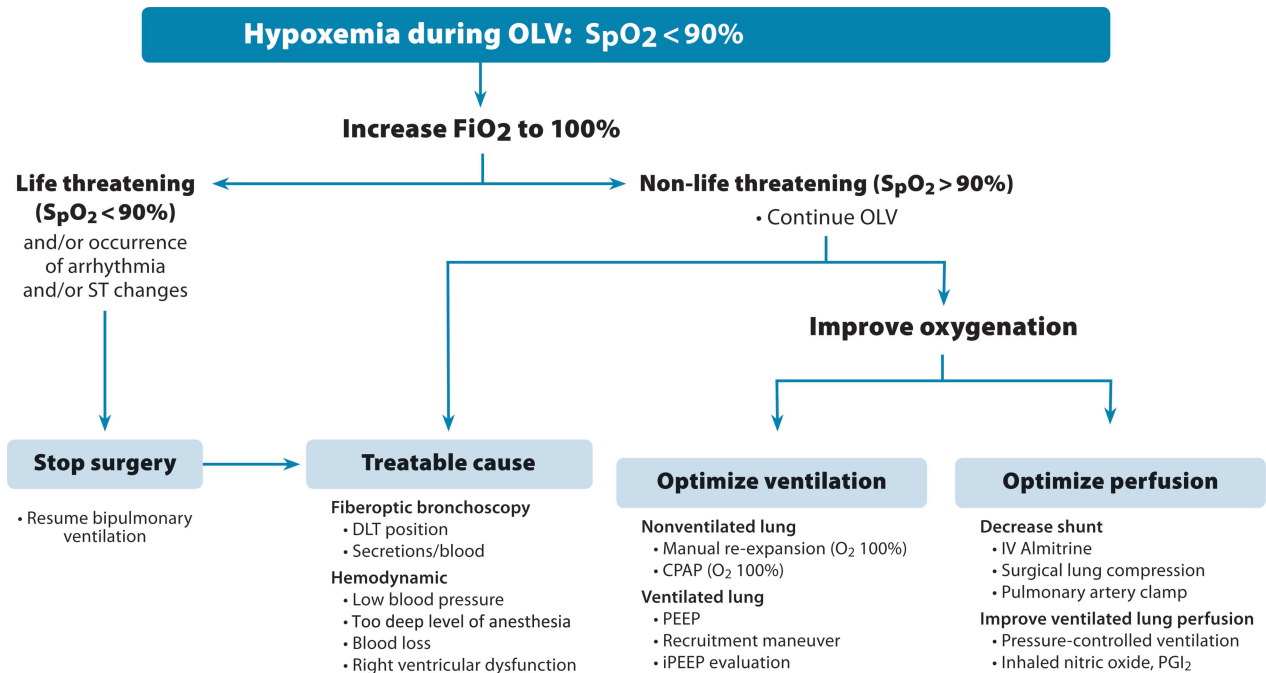 Hypoxemia during OLV: SpO2 < 90%
Increase FiO2 to 100%
Life threatening
(SpO2 < 90%)
and/or occurrence
of arrhythmia
and/or ST changes
Non-life threatening (SpO2 > 90%)
• Continue OLV
Improve oxygenation
Stop surgery
• Resume bipulmonary
ventilation
Treatable cause
Fiberoptic bronchoscopy
• DLT position
• Secretions/blood
Hemodynamic
• Low blood pressure
• Too deep level of anesthesia
• Blood loss
• Right ventricular dysfunction
Optimize ventilation
Nonventilated lung
• Manual re-expansion (O2 100%)
• CPAP (O2 100%)
Ventilated lung
• PEEP
• Recruitment maneuver
• iPEEP evaluation
Optimize perfusion
Decrease shunt
• IV Almitrine
• Surgical lung compression
• Pulmonary artery clamp
Improve ventilated lung perfusion
• Pressure-controlled ventilation
• Inhaled nitric oxide, PGI2